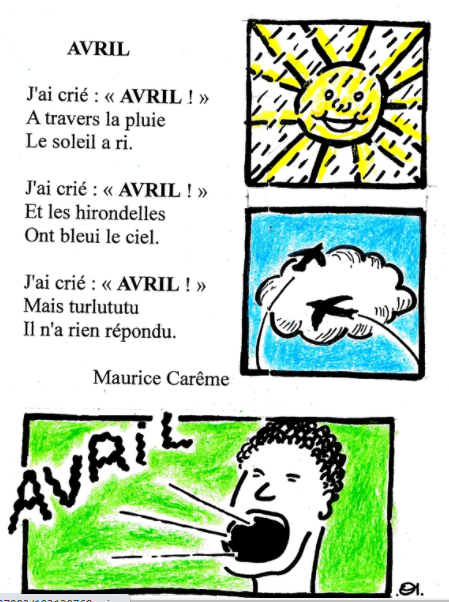 AVRIL
J'ai crié : « AVRIL ! »
A travers la pluie
Le soleil a ri.
J'ai crié : « AVRIL ! »
Et les hirondelles
Ont bleui le ciel.
J'ai crié : « AVRIL ! »
Mais turlututu
Il n'a rien répondu.
Maurice Carême
AVRIL